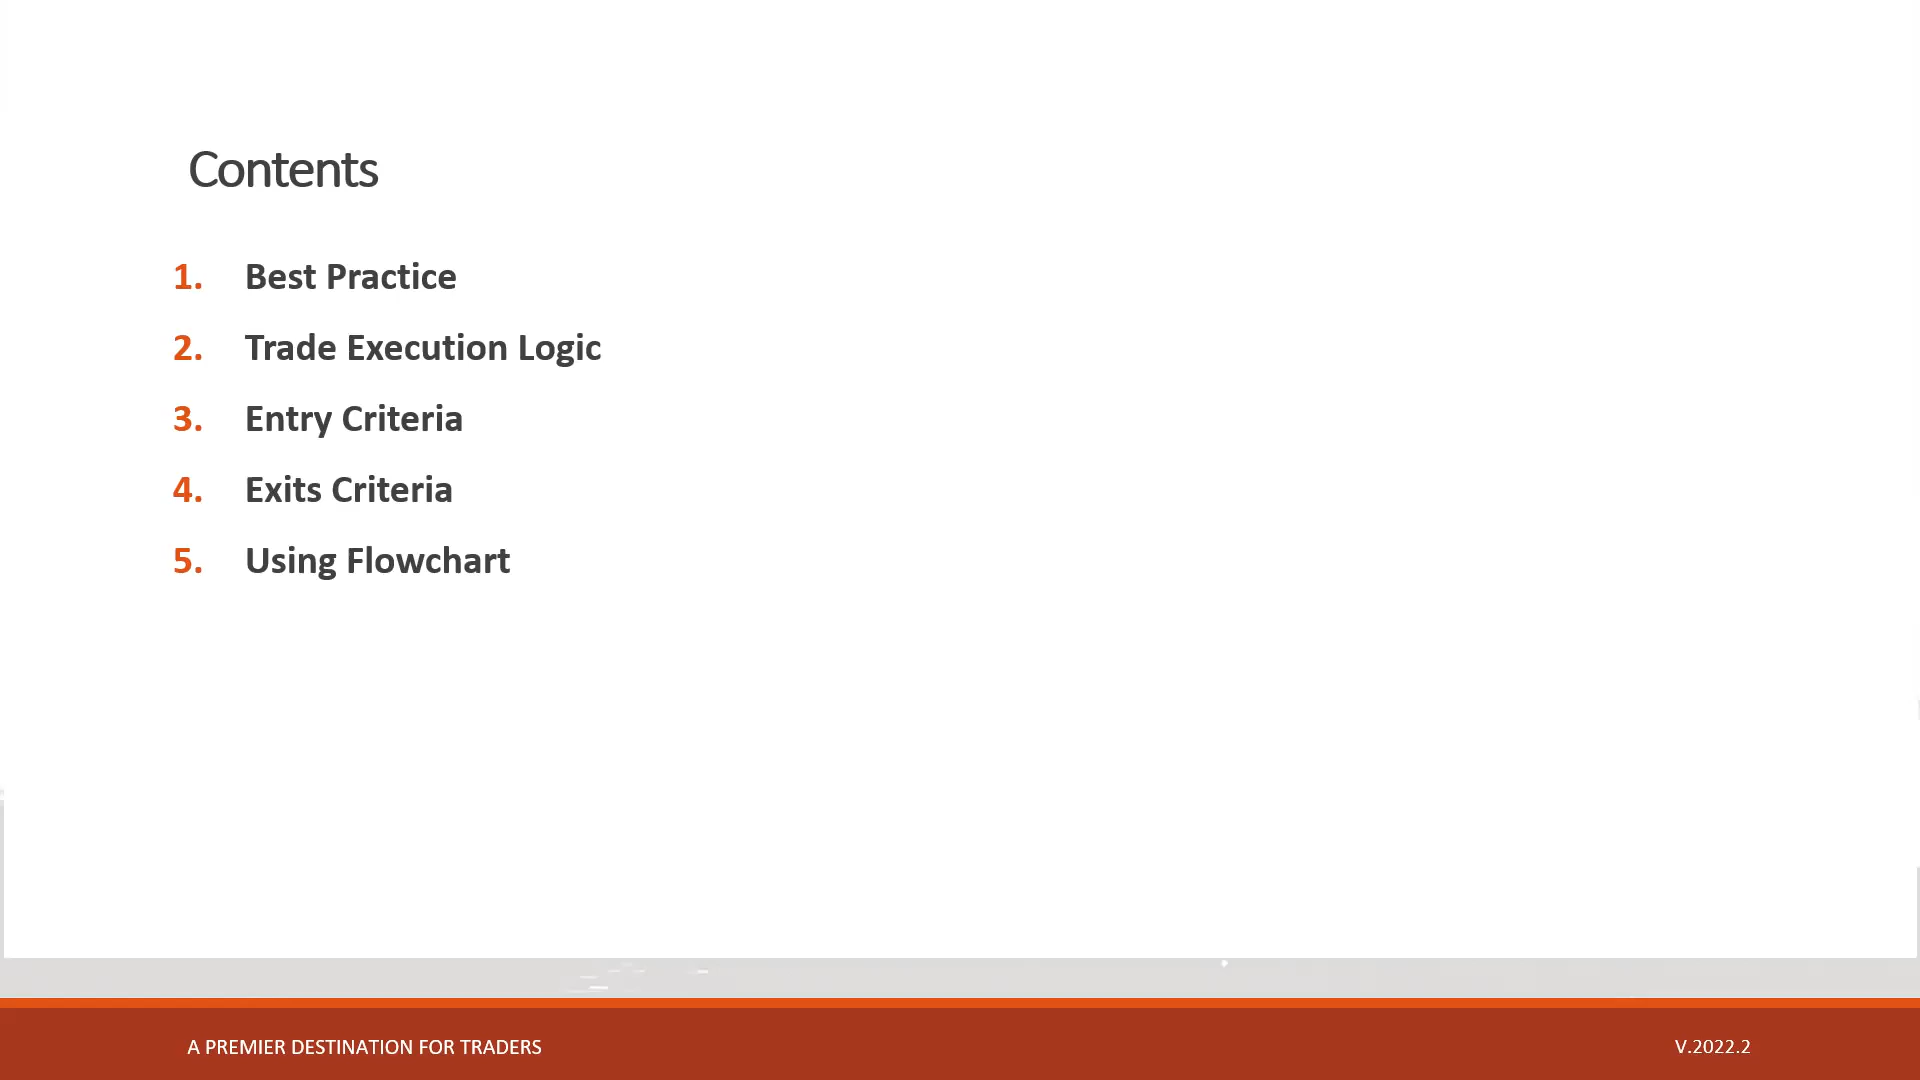 Contents
1. Best Practice
2. Trade Execution Logic
3. Entry Criteria
4. Exits Criteria
5. Using Flowchart
A PREMIER DESTINATION FOR TRADERS
V.2022.2